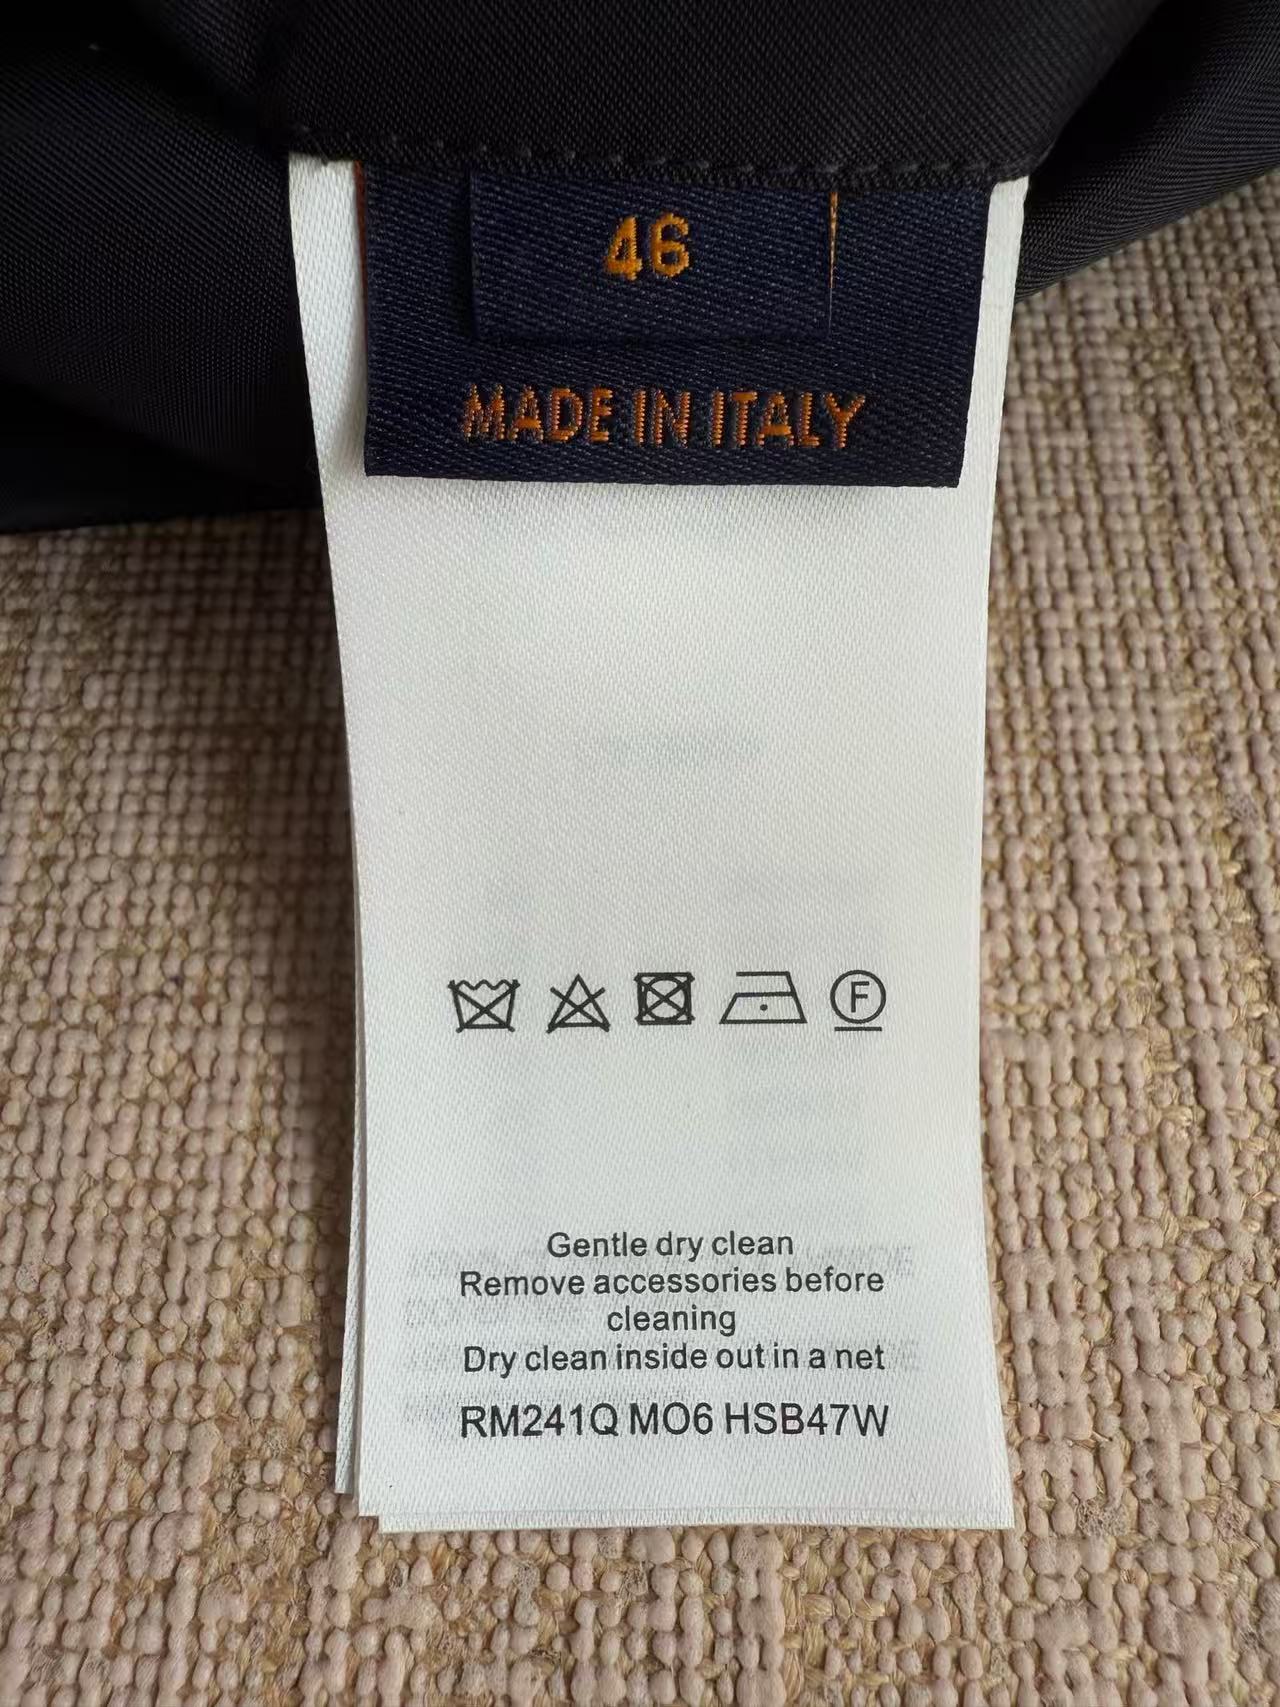 46
MADE IN ITALY
F
Gentle dry clean
Remove accessories before
cleaning
Dry clean inside out in a net
RM241Q MO6 HSB47W